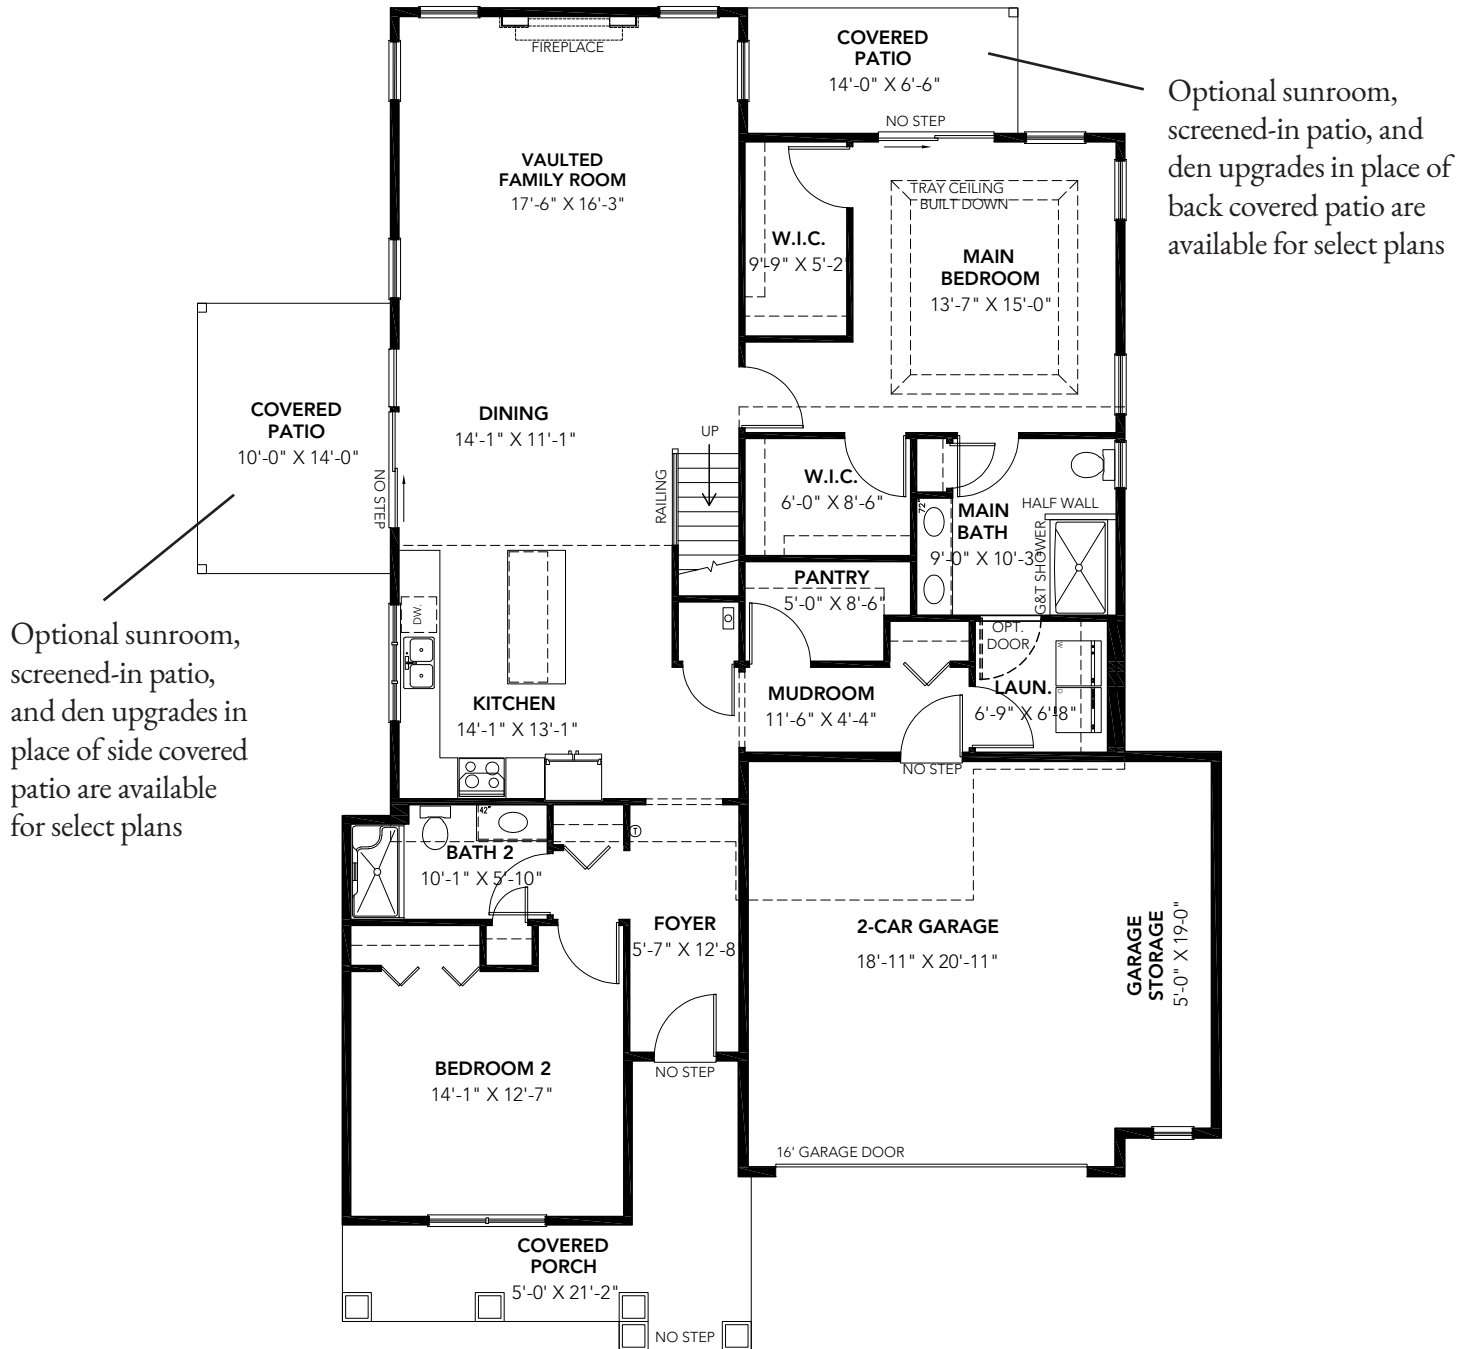 FIREPLACE
COVERED
PATIO
14'-0" X 6'-6"
NO STEP
Optional sunroom,
screened-in patio, and
den upgrades in place of
back covered patio are
available for select plans
VAULTED
FAMILY ROOM
17'-6" X 16'-3"
TRAY CEILING
BUILT DOWN
W.I.C.
9'-9" X 5'-2
MAIN
BEDROOM
13'-7" X 15'-0"
COVERED
PATIO
10'-0" X 14'-0"
NO STEP
DINING
14'-1" X 11'-1"
UP
RAILING
W.I.C.
6'-0" X 8'-6"
72"
MAIN
BATH
9'-0" X 10'-3"
HALF WALL
G&T SHOWER
PANTRY
5'-0" X 8'-6"
DW.
OPT.
DOOR
W
D
Optional sunroom,
screened-in patio,
and den upgrades in
place of side covered
patio are available
for select plans
KITCHEN
14'-1" X 13'-1"
MUDROOM
11'-6" X 4'-4"
LAUN.
6'-9" X 6'-8"
NO STEP
42"
T
BATH 2
10'-1" X 5'-10"
FOYER
5'-7" X 12'-8
2-CAR GARAGE
18'-11" X 20'-11"
GARAGE
STORAGE
5'-0" X 19'-0"
BEDROOM 2
14'-1" X 12'-7"
NO STEP
16' GARAGE DOOR
COVERED
PORCH
5'-0' X 21'-2"
NO STEP